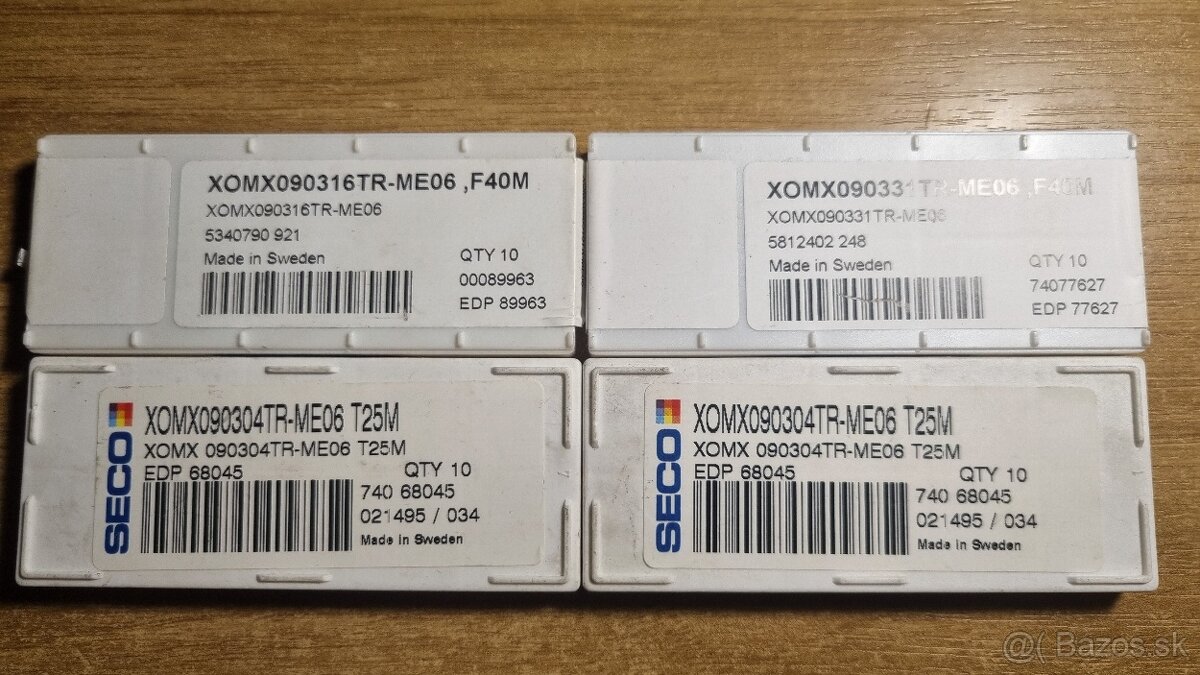 XOMX090316TR-ME06 ,F40M
XOMX090316TR-ME06
5340790 921
Made in Sweden
QTY 10
00089963
EDP 89963
XOMX090331TR-ME06 ,F40M
XOMX090331TR-ME06
5812402 248
Made in Sweden
QTY 10
74077627
EDP 77627
SECO
XOMX090304TR-ME06 T25M
XOMX 090304TR-ME06 T25M
EDP 68045
QTY 10
740 68045
021495 / 034
Made in Sweden
SECO
XOMX090304TR-ME06 T25M
XOMX 090304TR-ME06 T25M
EDP 68045
QTY 10
740 68045
021495 / 034
Made in Sweden
@( Bazos.sk